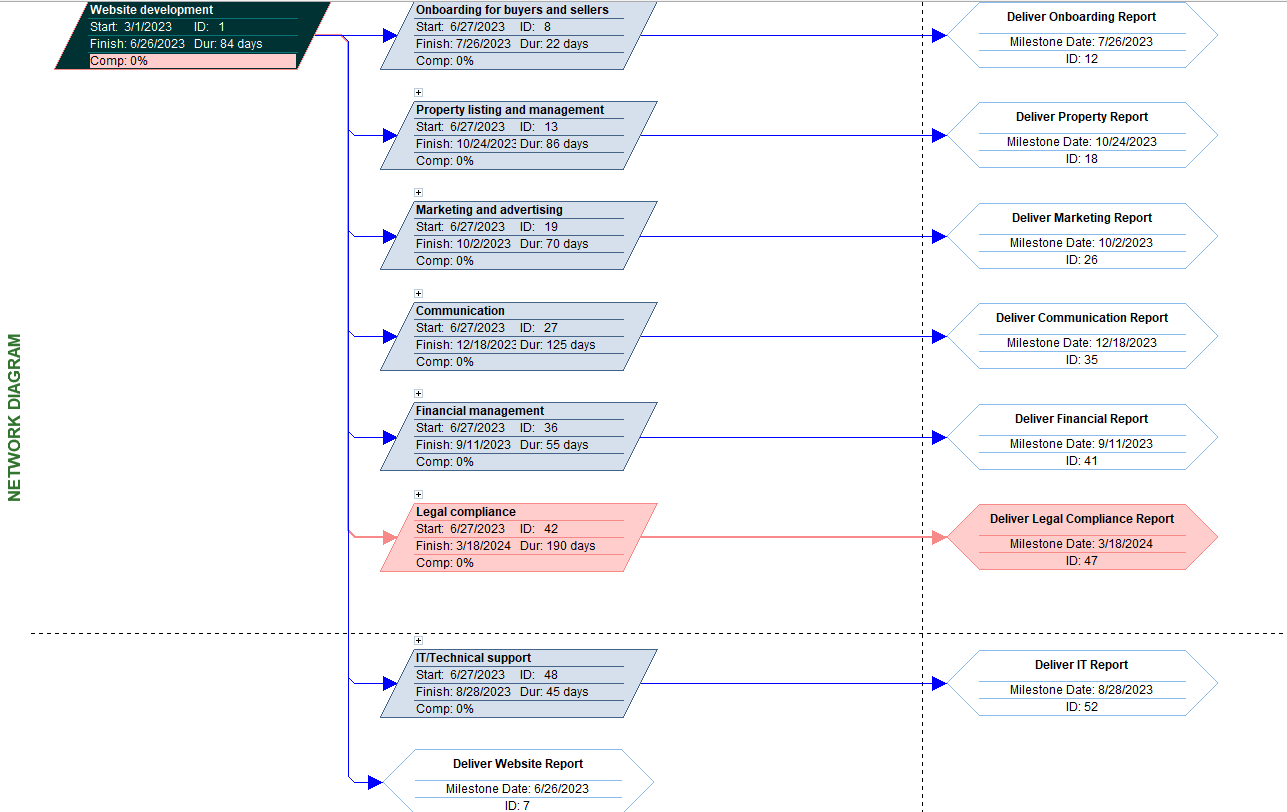 NETWORK DIAGRAM
Website development
Start: 3/1/2023 ID: 1
Finish: 6/26/2023 Dur: 84 days
Comp: 0%
Onboarding for buyers and sellers
Start: 6/27/2023 ID: 8
Finish: 7/26/2023 Dur: 22 days
Comp: 0%
Deliver Onboarding Report
Milestone Date: 7/26/2023
ID: 12
Property listing and management
Start: 6/27/2023 ID: 13
Finish: 10/24/2023 Dur: 86 days
Comp: 0%
Deliver Property Report
Milestone Date: 10/24/2023
ID: 18
Marketing and advertising
Start: 6/27/2023 ID: 19
Finish: 10/2/2023 Dur: 70 days
Comp: 0%
Deliver Marketing Report
Milestone Date: 10/2/2023
ID: 26
Communication
Start: 6/27/2023 ID: 27
Finish: 12/18/2023 Dur: 125 days
Comp: 0%
Deliver Communication Report
Milestone Date: 12/18/2023
ID: 35
Financial management
Start: 6/27/2023 ID: 36
Finish: 9/11/2023 Dur: 55 days
Comp: 0%
Deliver Financial Report
Milestone Date: 9/11/2023
ID: 41
Legal compliance
Start: 6/27/2023 ID: 42
Finish: 3/18/2024 Dur: 190 days
Comp: 0%
Deliver Legal Compliance Report
Milestone Date: 3/18/2024
ID: 47
IT/Technical support
Start: 6/27/2023 ID: 48
Finish: 8/28/2023 Dur: 45 days
Comp: 0%
Deliver IT Report
Milestone Date: 8/28/2023
ID: 52
Deliver Website Report
Milestone Date: 6/26/2023
ID: 7